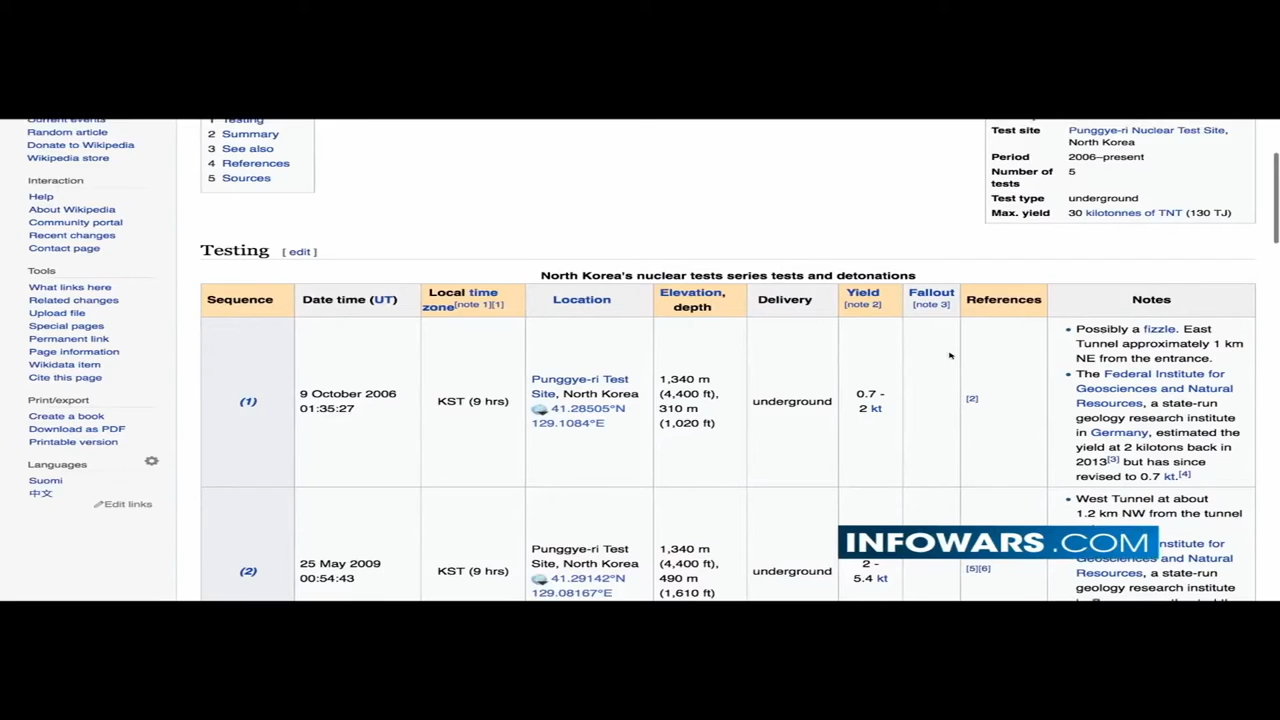 Current events
Random article
Donate to Wikipedia
Wikipedia store
Interaction
Help
About Wikipedia
Community portal
Recent changes
Contact page
Tools
What links here
Related changes
Upload file
Special pages
Permanent link
Page information
Wikidata item
Cite this page
Print/export
Create a book
Download as PDF
Printable version
Languages
Suomi
中文
Edit links
1 Testing
2 Summary
3 See also
4 References
5 Sources
Test site Punggye-ri Nuclear Test Site,
North Korea
Period 2006–present
Number of 5
tests
Test type underground
Max. yield 30 kilotonnes of TNT (130 TJ)
Testing [ edit ]
North Korea's nuclear tests series tests and detonations
Sequence
Date time (UT)
Local time
zone[note 1][1]
Location
Elevation,
depth
Delivery
Yield
[note 2]
Fallout
[note 3]
References
Notes
(1)
9 October 2006
01:35:27
KST (9 hrs)
Punggye-ri Test
Site, North Korea
41.28505°N
129.1084°E
1,340 m
(4,400 ft),
310 m
(1,020 ft)
underground
0.7 -
2 kt
[2]
• Possibly a fizzle. East
Tunnel approximately 1 km
NE from the entrance.
• The Federal Institute for
Geosciences and Natural
Resources, a state-run
geology research institute
in Germany, estimated the
yield at 2 kilotons back in
2013[3] but has since
revised to 0.7 kt.[4]
(2)
25 May 2009
00:54:43
KST (9 hrs)
Punggye-ri Test
Site, North Korea
41.29142°N
129.08167°E
1,340 m
(4,400 ft),
490 m
(1,610 ft)
underground
2 -
5.4 kt
[5][6]
• West Tunnel at about
1.2 km NW from the tunnel
Institute for
Geosciences and Natural
Resources, a state-run
geology research institute
INFOWARS.COM